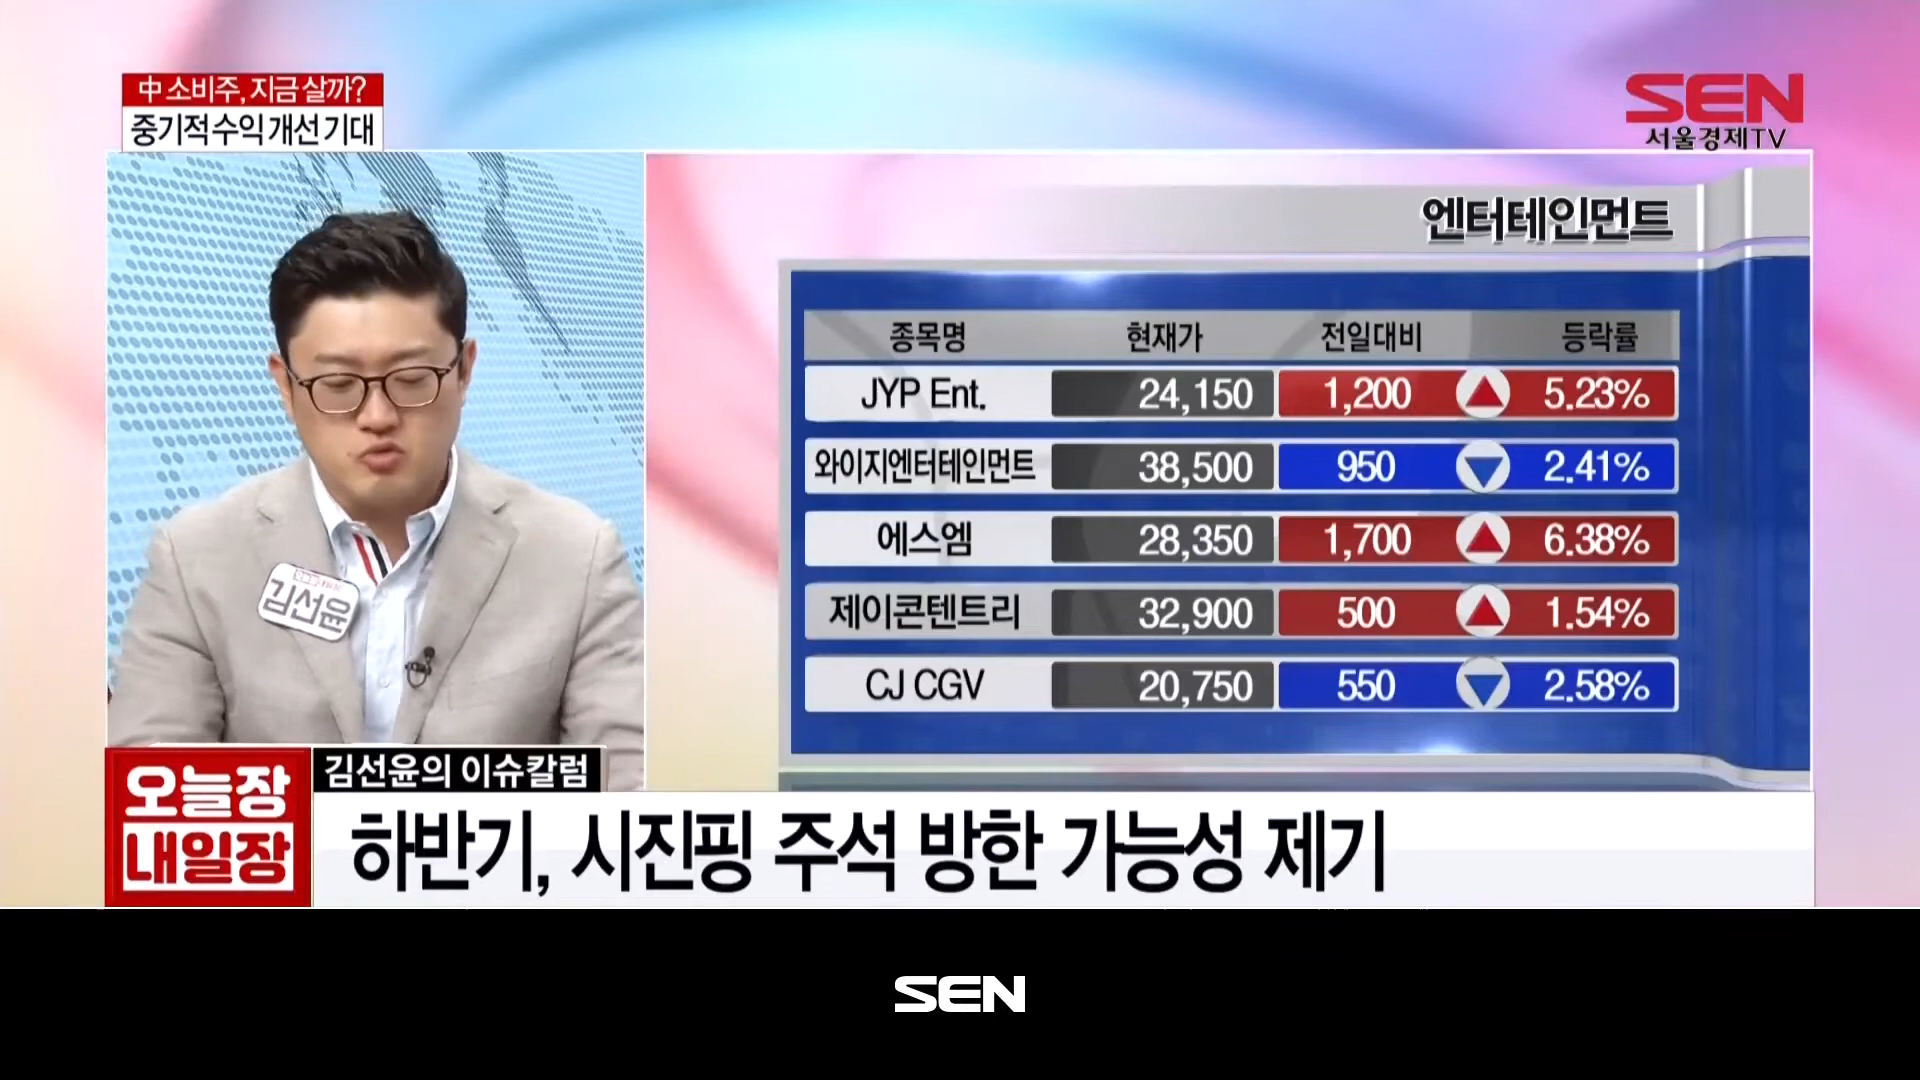 中 소비주, 지금 살까?
중기적 수익 개선 기대
SEN
서울경제TV
엔터테인먼트
종목명 현재가 전일대비 등락률
JYP Ent. 24,150 1,200 ▲ 5.23%
와이지엔터테인먼트 38,500 950 ▼ 2.41%
에스엠 28,350 1,700 ▲ 6.38%
제이콘텐트리 32,900 500 ▲ 1.54%
CJ CGV 20,750 550 ▼ 2.58%
김선윤
오늘장
내일장
김선윤의 이슈칼럼
하반기, 시진핑 주석 방한 가능성 제기
SEN